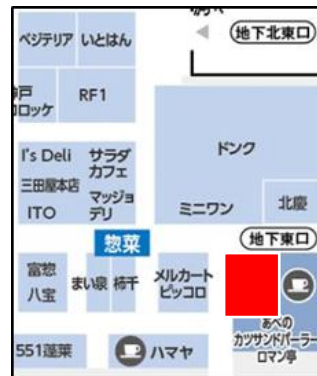 地下北東口
ベジテリア いとはん
戸 RF1
ロッケ
ドンク
I's Deli サラダ
カフェ
三田屋本店
マッジョ
デリ
ITO
ミニワン
北慶
惣菜
地下東口
富惣
八宝
まい泉 柿千
メルカート
ピッコロ
あべの
カツサンドパーラー
ロマン亭
551蓬莱
ハマヤ